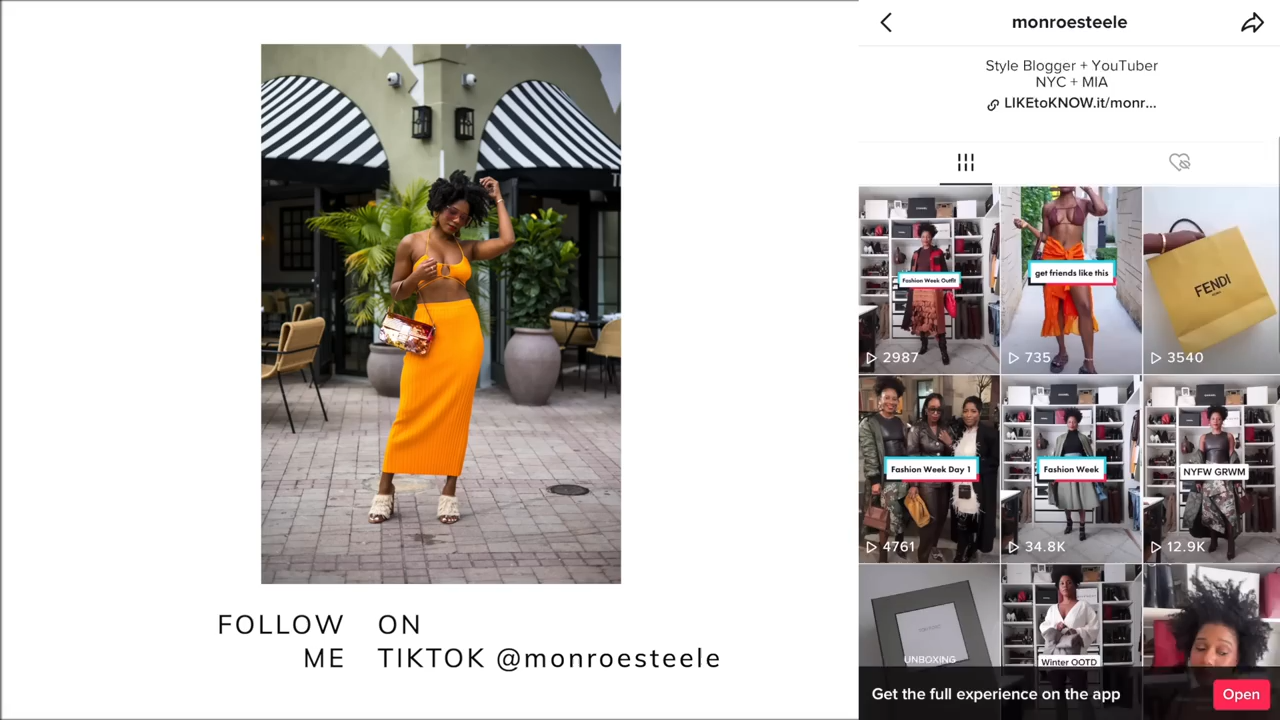 FOLLOW ME
ON TIKTOK @monroesteele
monroesteele
Style Blogger + YouTuber
NYC + MIA
LIKEtoKNOW.it/monr...
Fashion Week Outfit
2987
get friends like this
735
FENDI
ROMA
3540
Fashion Week Day 1
4761
Fashion Week
34.8K
NYFW GRWM
12.9K
UNBOXING
Winter OOTD
Get the full experience on the app
Open